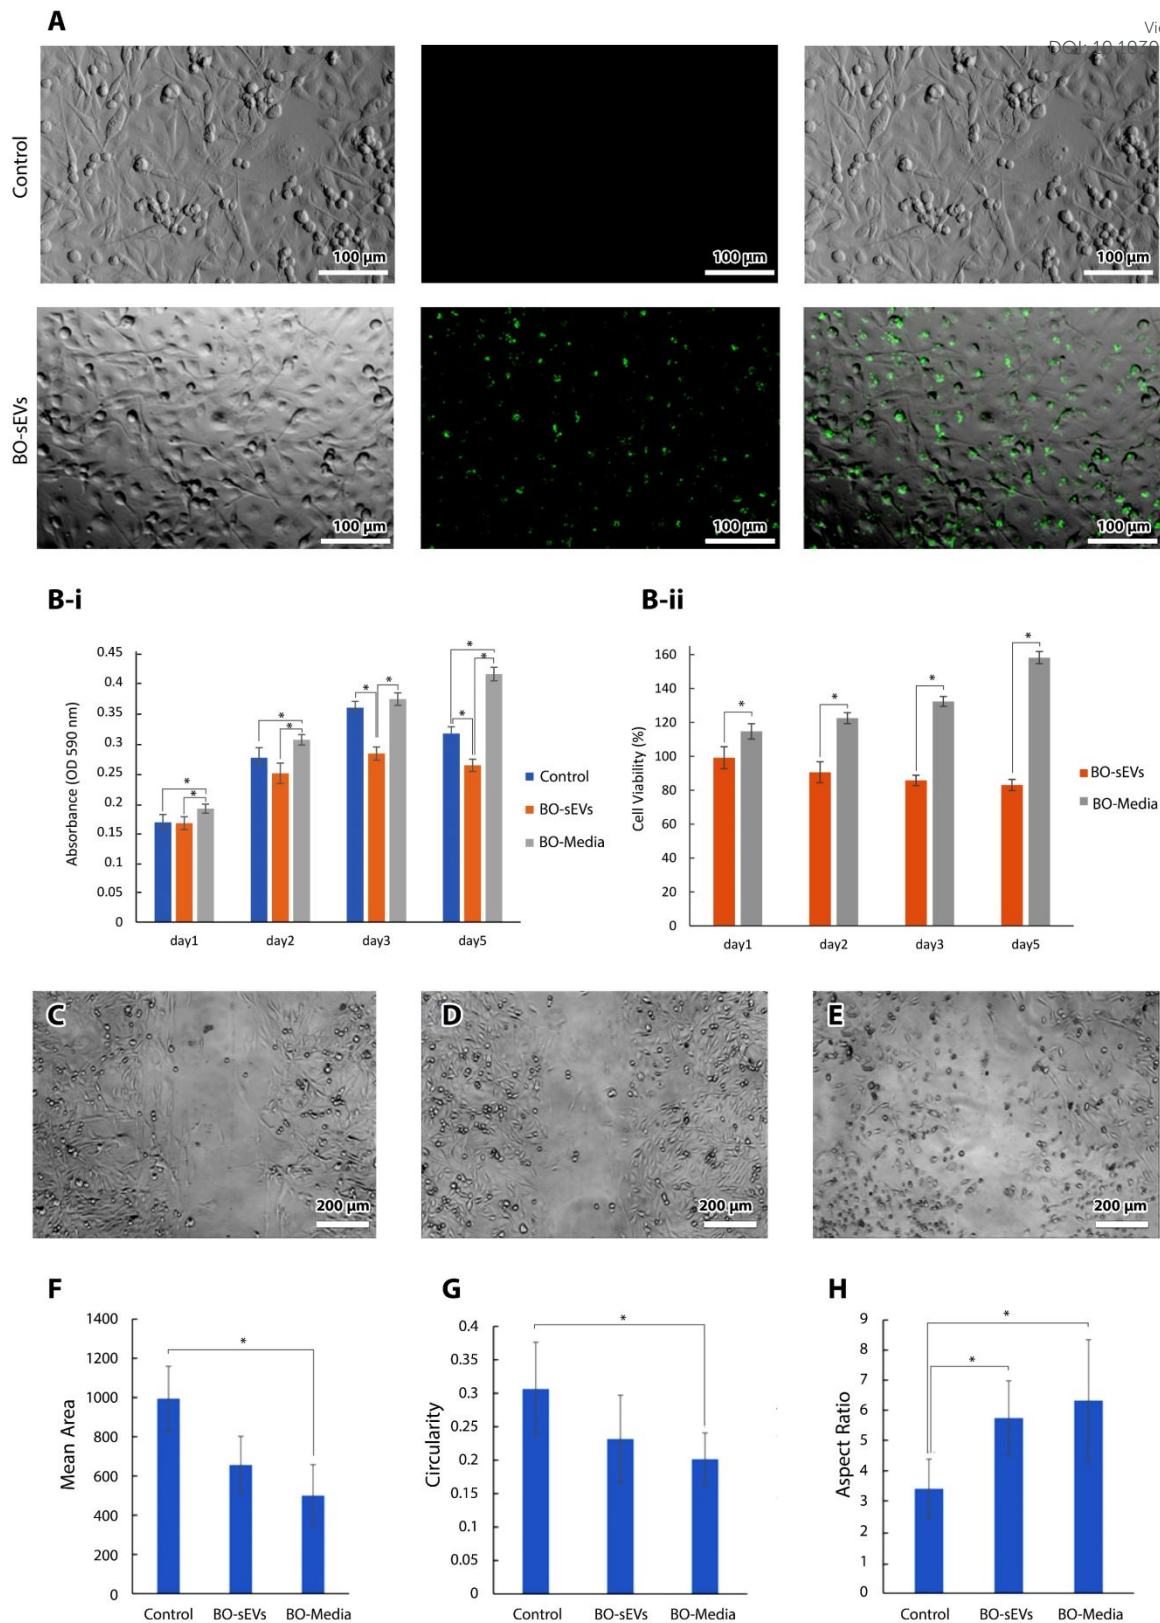 A
Vie
Control
100 µm
100 µm
100 µm
BO-sEVs
100 µm
100 µm
100 µm
B-i
Absorbance (OD 590 nm)
0.45
0.4
0.35
0.3
0.25
0.2
0.15
0.1
0.05
0
* * * * * * * * *
day1 day2 day3 day5
Control
BO-sEVs
BO-Media
B-ii
Cell Viability (%)
160
140
120
100
80
60
40
20
0
* * * *
day1 day2 day3 day5
BO-sEVs
BO-Media
C
200 µm
D
200 µm
E
200 µm
F
Mean Area
1400
1200
1000
800
600
400
200
0
*
Control BO-sEVs BO-Media
G
Circularity
0.4
0.35
0.3
0.25
0.2
0.15
0.1
0.05
0
*
Control BO-sEVs BO-Media
H
Aspect Ratio
9
8
7
6
5
4
3
2
1
0
* *
Control BO-sEVs BO-Media